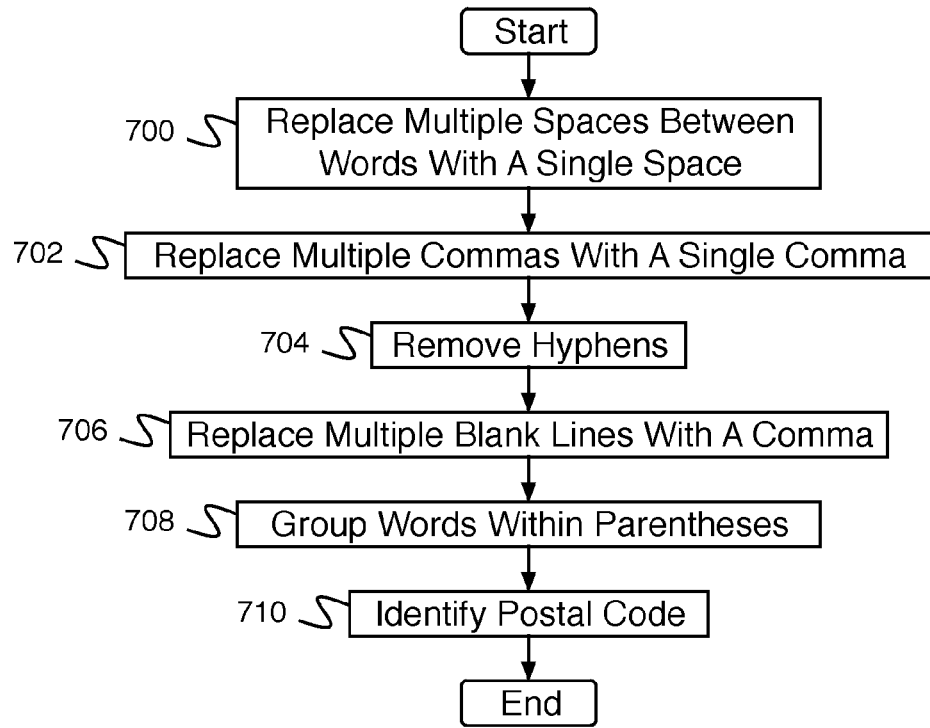 Start
700
Replace Multiple Spaces Between
Words With A Single Space
702
Replace Multiple Commas With A Single Comma
704
Remove Hyphens
706
Replace Multiple Blank Lines With A Comma
708
Group Words Within Parentheses
710
Identify Postal Code
End